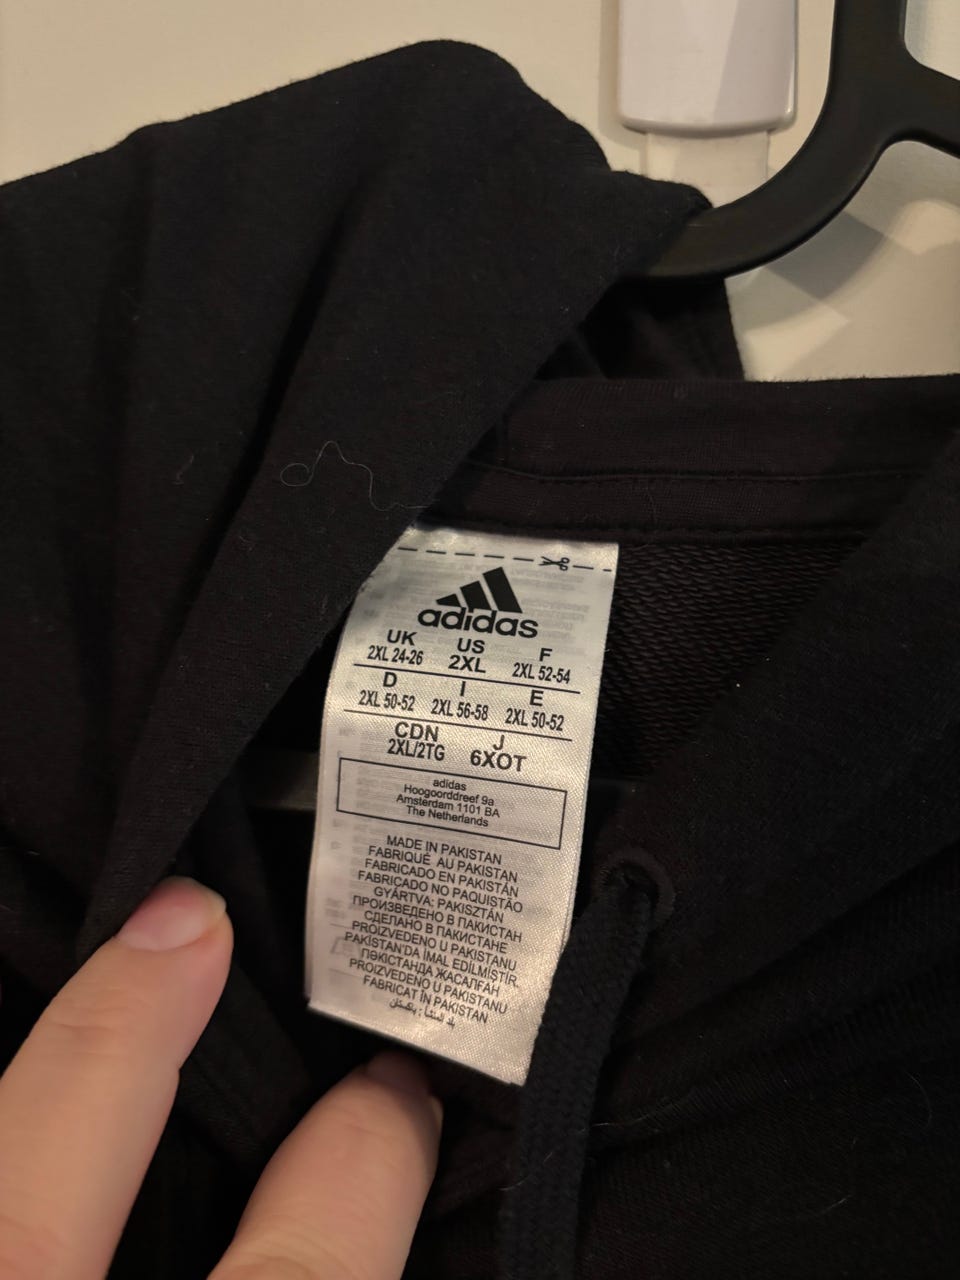 adidas
UK US F
2XL 24-26 2XL 2XL 52-54
D I E
2XL 50-52 2XL 56-58 2XL 50-52
CDN J
2XL/2TG 6XOT
adidas
Hoogoorddreef 9a
Amsterdam 1101 BA
The Netherlands
MADE IN PAKISTAN
FABRIQUÉ AU PAKISTAN
FABRICADO EN PAKISTÁN
FABRICADO NO PAQUISTÃO
GYÁRTVA: PAKISZTÁN
ПРОИЗВЕДЕНО В ПАКИСТАН
СДЕЛАНО В ПАКИСТАНЕ
PROIZVEDENO U PAKISTANU
PAKİSTAN'DA İMAL EDİLMİŞTİR.
ПӘКІСТАНДА ЖАСАЛҒАН
PROIZVEDENO U PAKISTANU
FABRICAT ÎN PAKISTAN
بلد المنشأ : باكستان